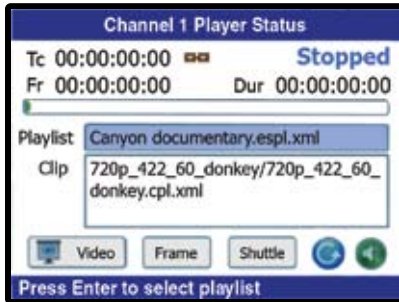 Channel 1 Player Status
Tc 00:00:00:00 Stopped
Fr 00:00:00:00 Dur 00:00:00:00
Playlist Canyon documentary.espl.xml
Clip 720p_422_60_donkey/720p_422_60_
donkey.cpl.xml
Video Frame Shuttle
Press Enter to select playlist